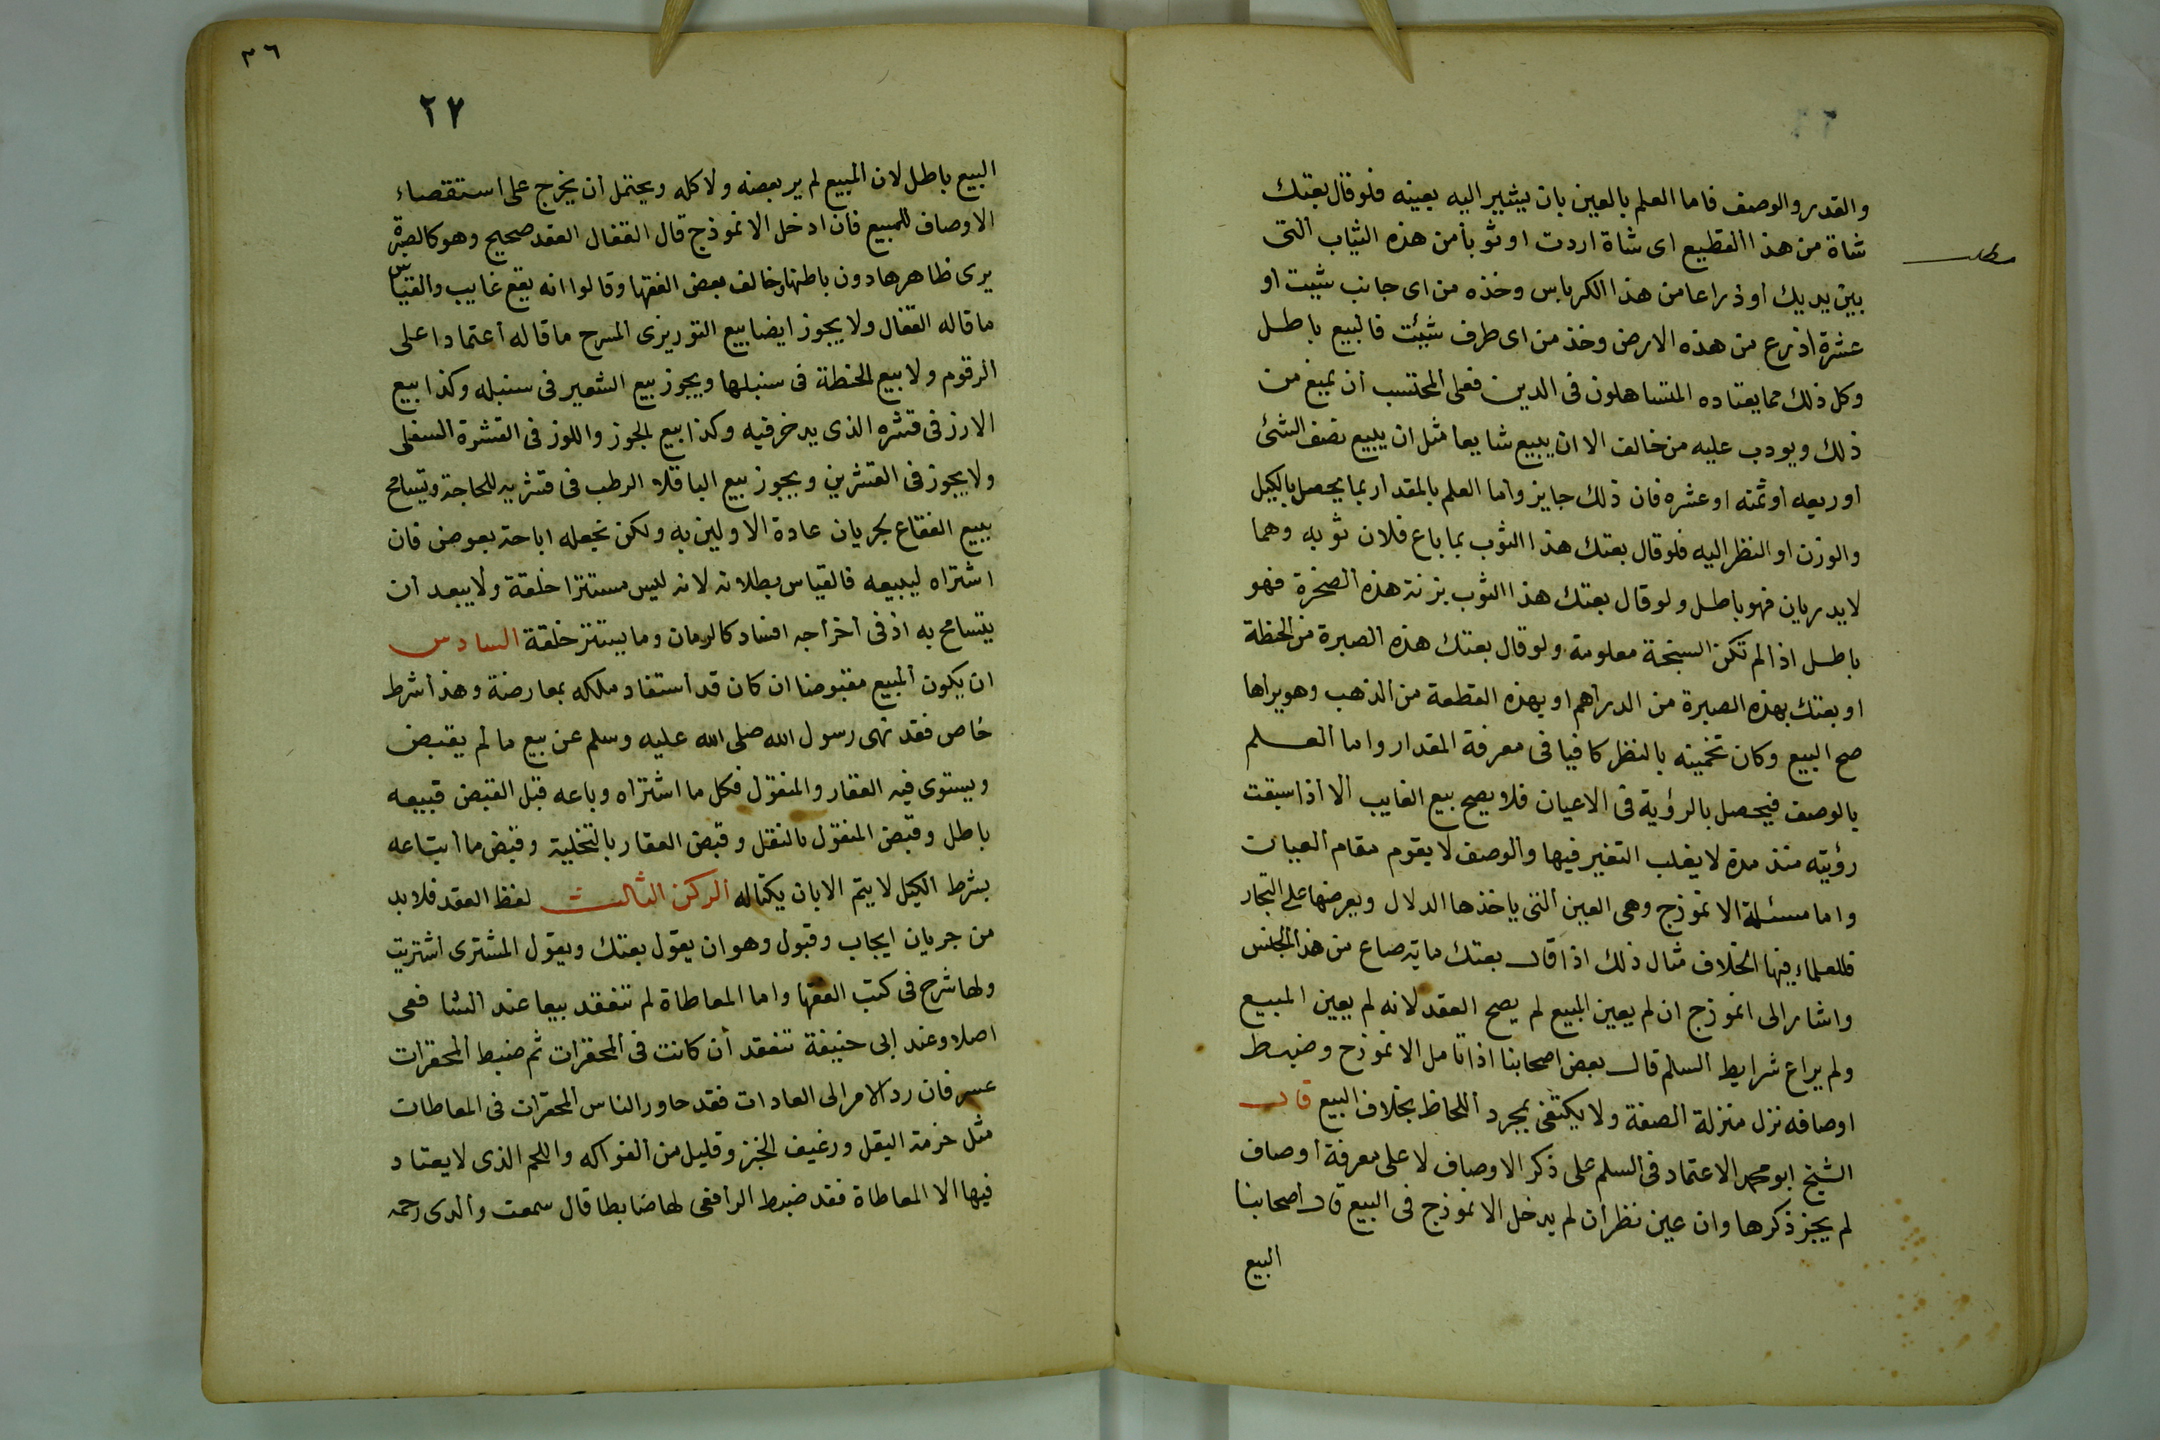 والقدر والوصف فاما العلم بالعين بان يشير اليه بعينه فلو قال بعتك
شاة من هذا القطيع اى شاة اردت او ثوبا من هذه الثياب التى
مطلب
بين يديك او ذراعا من هذا الكرباس وخذه من اى جانب شيت او
عشرة اذرع من هذه الارض وخذ من اى طرف شئت فالبيع باطل
وكل ذلك مما يعتاده المتساهلون فى الدين فعلى المحتسب ان يمنع من
ذلك ويودب عليه من خالف الا ان يبيع شايعا مثل ان يبيع نصف الشئ
او ربعه او ثمنه او عشره فان ذلك جايز واما العلم بالمقدار بما يحصل بالكيل
والوزن او النظر اليه فلو قال بعتك هذا الثوب بما باع فلان ثوبه وهما
لا يدريان فهو باطل ولو قال بعتك هذا الثوب بزنة هذه الصخرة فهو
باطل اذا لم تكن السنجة معلومة ولو قال بعتك هذه الصبرة من الحنطة
او بعتك بهذه الصبرة من الدراهم او بهذه القطعة من الذهب وهو يراها
صح البيع وكان تخمينه بالنظر كافيا فى معرفة المقدار واما العلم
بالوصف فيحصل بالرؤية فى الاعيان فلا يصح بيع الغايب الا اذا سبقت
رؤيته منذ مدة لا يغلب التغير فيها والوصف لا يقوم مقام العيان
واما مسئلة الانموذج وهى العين التى ياخذها الدلال ويعرضها على التجار
فللعلماء فيها الخلاف مثال ذلك اذا قال بعتك ماية صاع من هذا الجنس
واشار الى انموذج ان لم يعين المبيع لم يصح العقد لانه لم يعين المبيع
ولم يراع شرايط السلم قال بعض اصحابنا اذا تامل الانموذج وضبط
اوصافه نزل منزلة الصفة ولا يكتفى بمجرد اللحاظ بخلاف البيع قال
الشيخ ابو محمد الاعتماد فى السلم على ذكر الاوصاف لا على معرفة اوصاف
لم يجز ذكرها وان عين نظر ان لم يدخل الانموذج فى البيع قال اصحابنا
البيع
٣٦
٢٧
البيع باطل لان المبيع لم ير بعضه ولا كله ويحتمل ان يخرج على استقصاء
الاوصاف للمبيع فان ادخل الانموذج قال القفال العقد صحيح وهو كالصبرة
يرى ظاهرها دون باطنها وخالف بعض الفقها وقالوا انه بيع غايب والقياس
ما قاله القفال ولا يجوز ايضا بيع التوريزى المسرح ما قاله اعتمادا على
الرقوم ولا بيع الحنطة فى سنبلها ويجوز بيع الشعير فى سنبله وكذا بيع
الارز فى قشره الذى يدخر فيه وكذا بيع الجوز واللوز فى القشرة السفلى
ولا يجوز فى القشرين ويجوز بيع الباقلا الرطب فى قشريه للحاجة ويتسامح
ببيع الفقاع لجريان عادة الاولين به ولكن نجعله اباحة بعوض فان
اشتراه ليبيعه فالقياس بطلانه لانه ليس مستترا خلقة ولا يبعد ان
يتسامح به اذ فى اخراجه افساد كالرمان وما يستتر خلقة السادس
ان يكون المبيع مقبوضا ان كان قد استفاد ملكه بمعارضة وهذا شرط
خاص فقد نهى رسول الله صلى الله عليه وسلم عن بيع ما لم يقبض
ويستوى فيه العقار والمنقول فكل ما اشتراه وباعه قبل القبض فبيعه
باطل وقبض المنقول بالنقل وقبض العقار بالتخلية وقبض ما ابتاعه
بشرط الكيل لا يتم الا بان يكتاله الركن الثالث لفظ العقد فلا بد
من جريان ايجاب وقبول وهو ان يقول بعتك ويقول المشترى اشتريت
ولها شرح فى كتب الفقها واما المعاطاة لم تنعقد بيعا عند الشافعى
اصلا وعند ابى حنيفة تنعقد ان كانت فى المحقرات ثم ضبط المحقرات
عسر فان رد الامر الى العادات فقد جاوز الناس المحقرات فى المعاطات
مثل حزمة البقل ورغيف الخبز وقليل من الفواكه واللحم الذى لا يعتاد
فيها الا المعاطاة فقد ضبط الرافعى لها ضابطا قال سمعت والدى رحمه